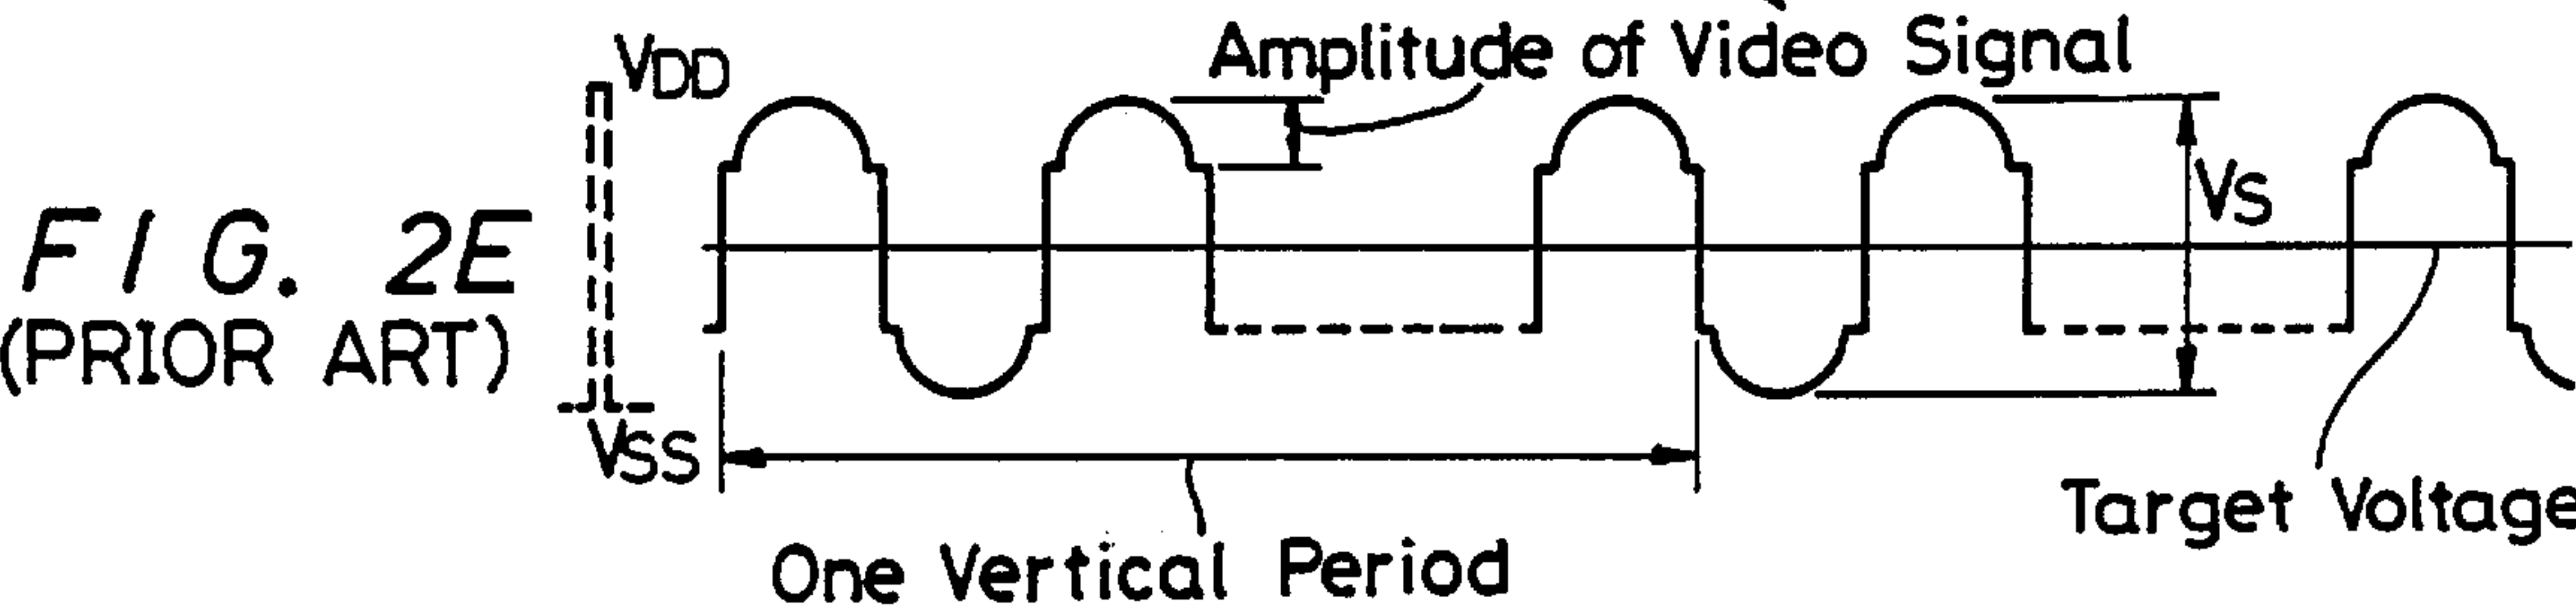 Amplitude of Video Signal
VDD
FIG. 2E
(PRIOR ART)
VS
VSS
Target Voltage
One Vertical Period